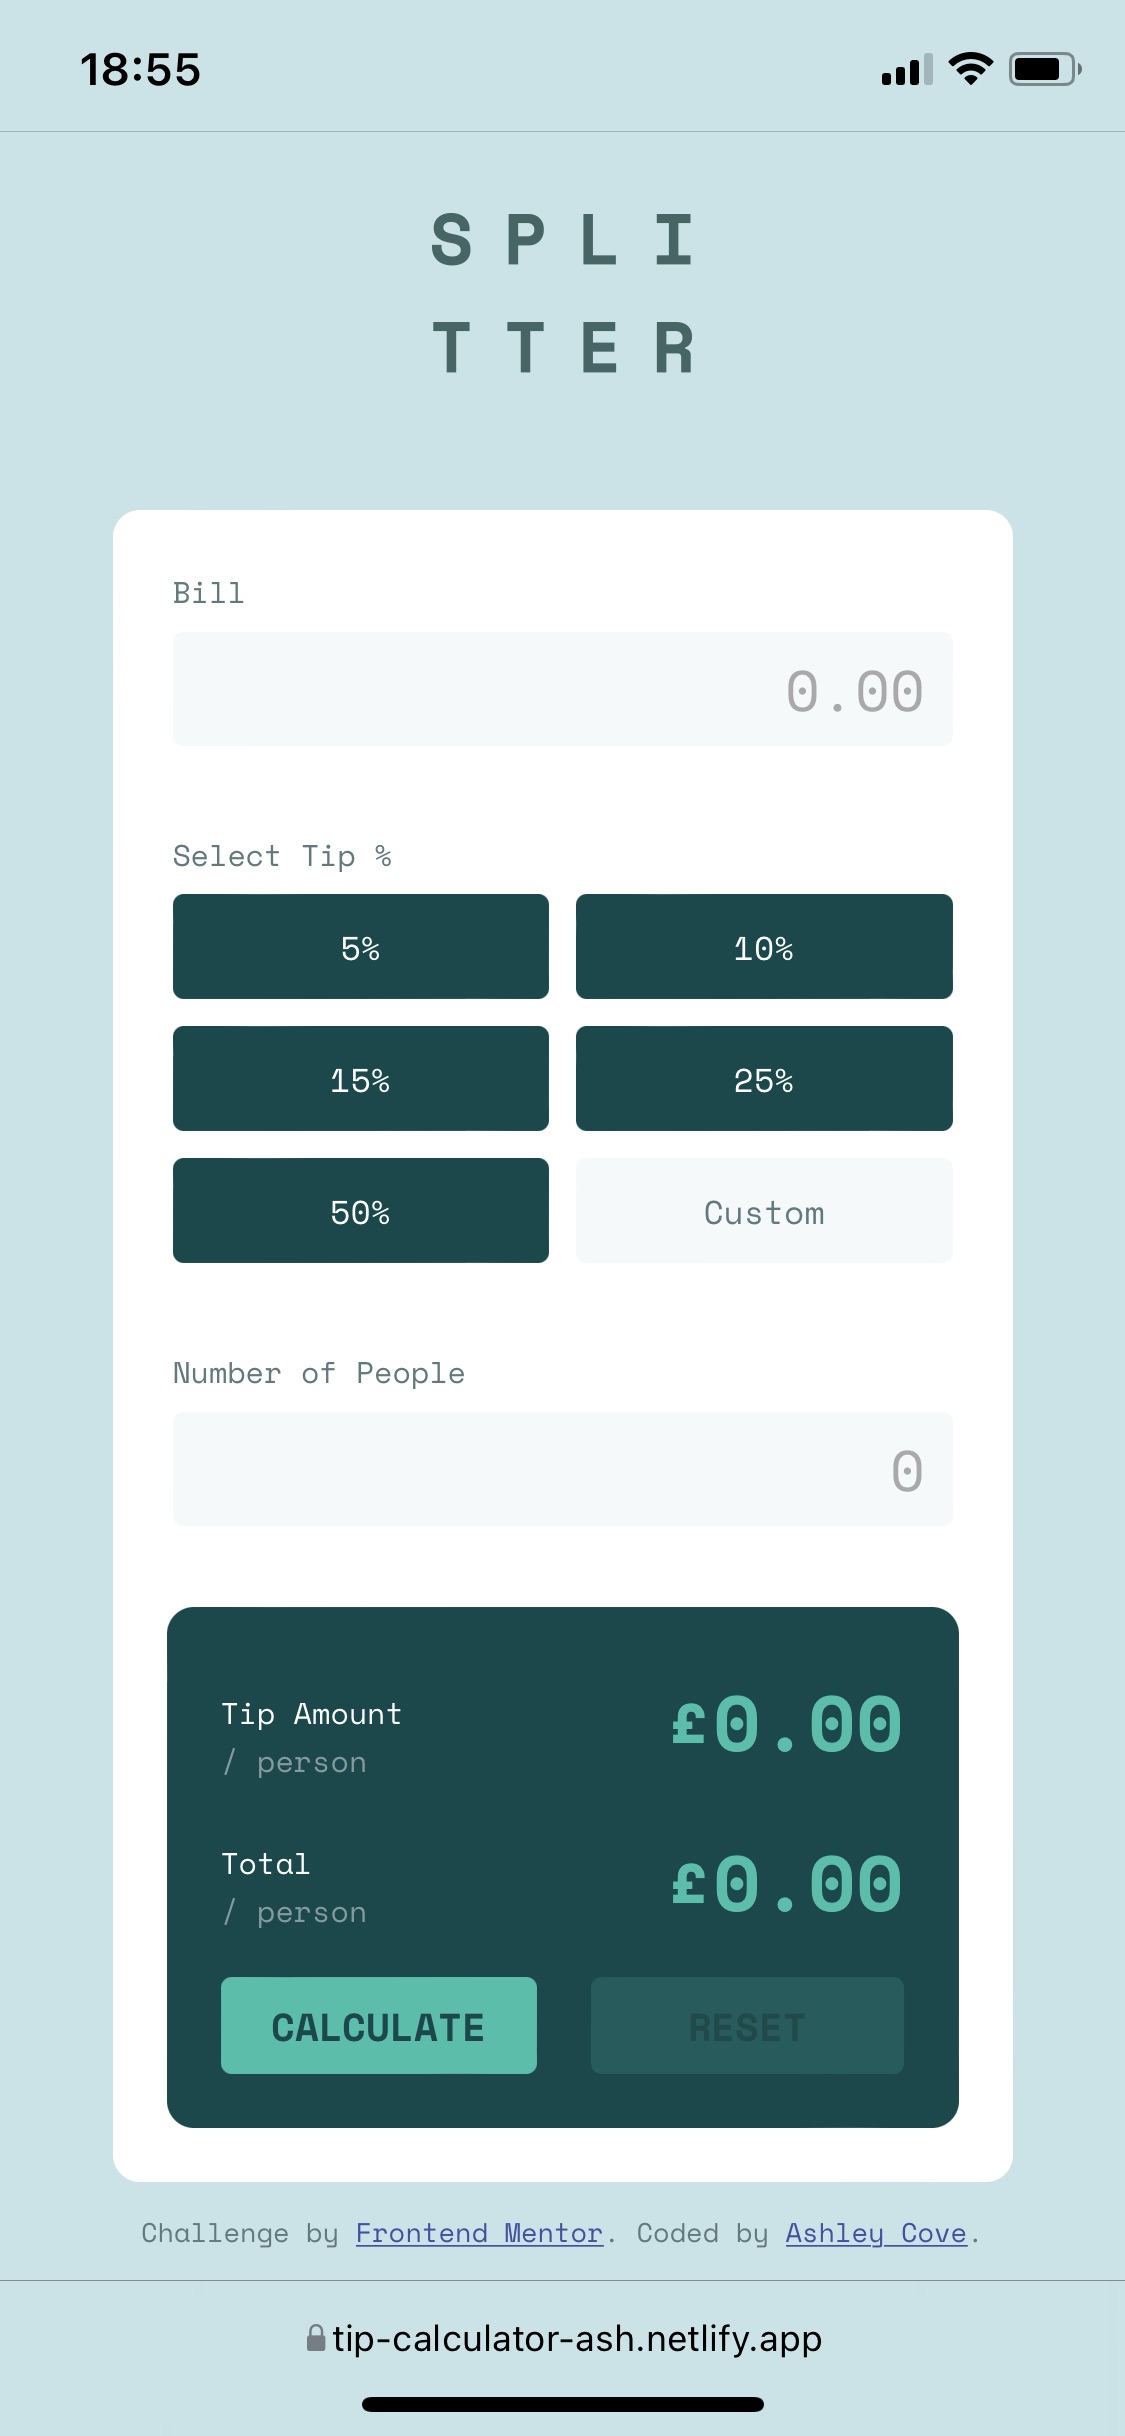 18:55
SPLI
TTER
Bill
0.00
Select Tip %
5% 10%
15% 25%
50% Custom
Number of People
0
Tip Amount £0.00
/ person
Total £0.00
/ person
CALCULATE RESET
Challenge by Frontend Mentor. Coded by Ashley Cove.
tip-calculator-ash.netlify.app